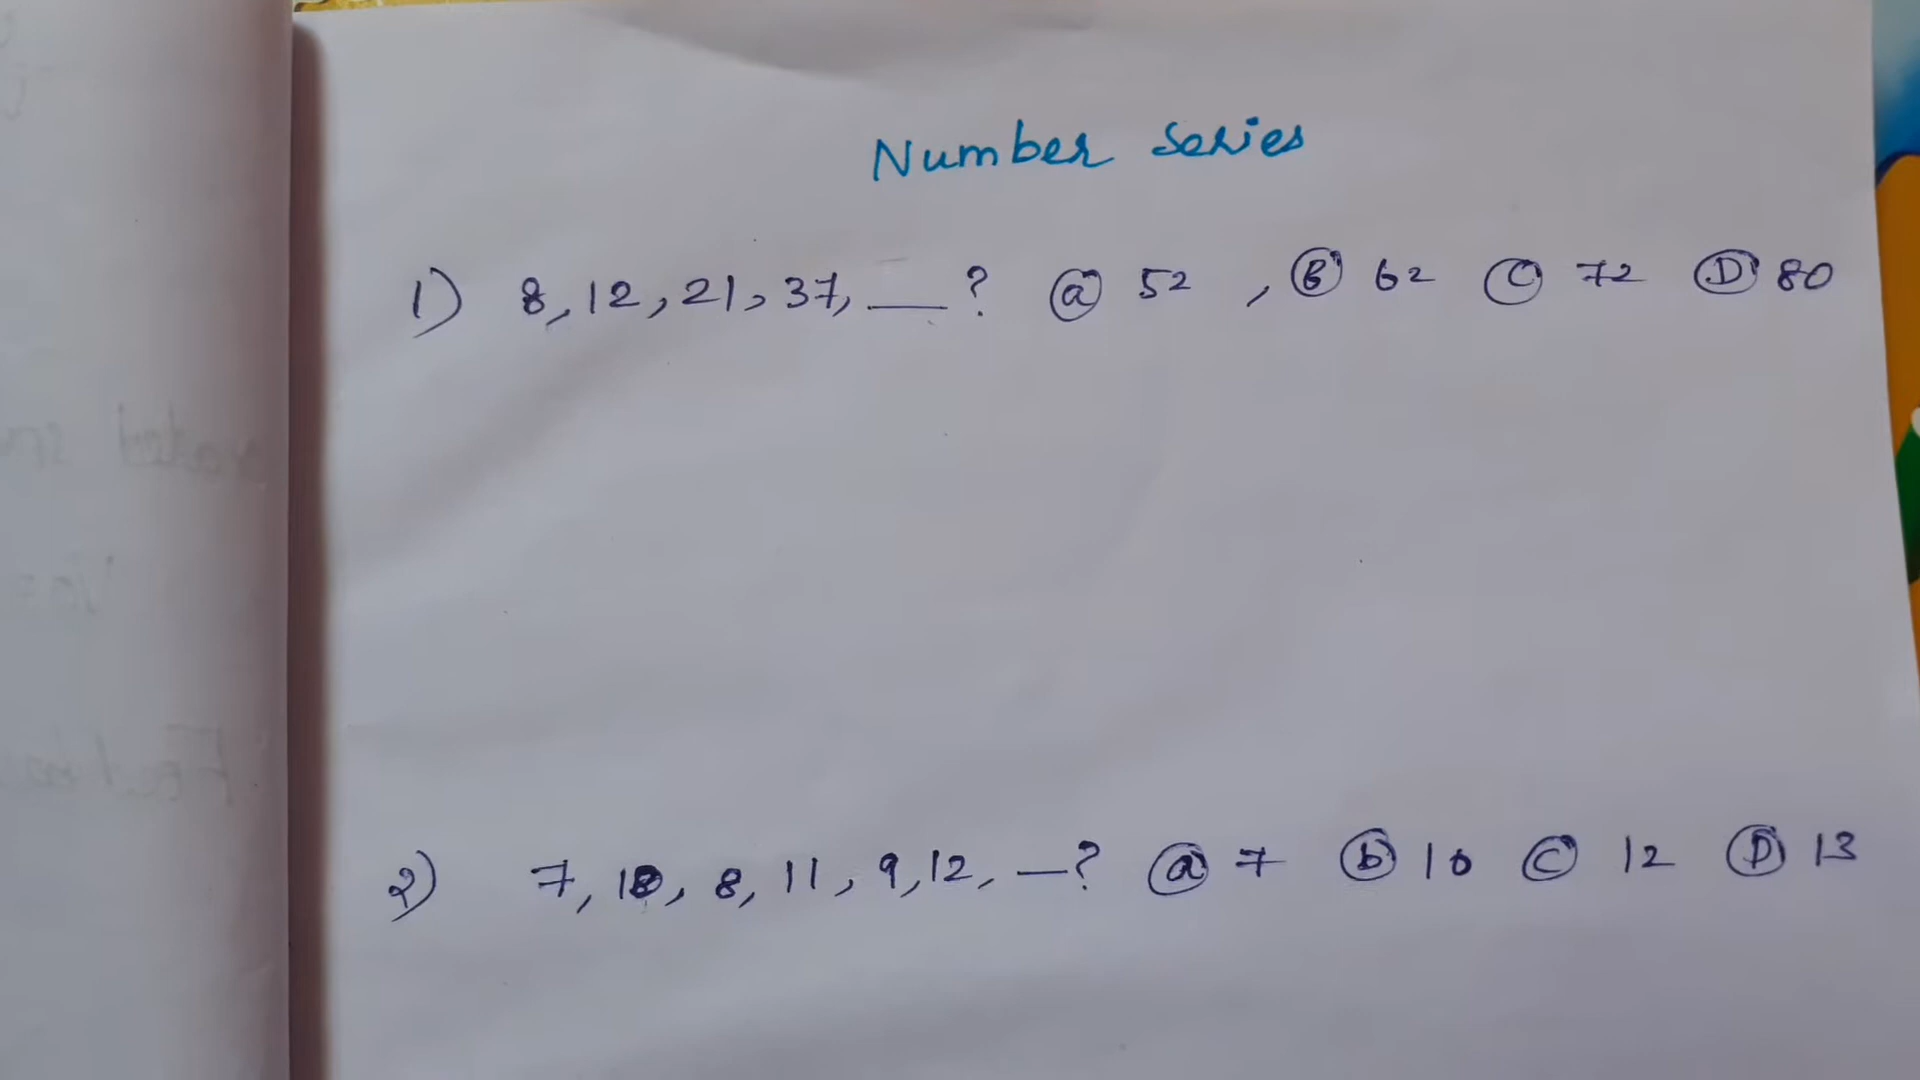 Number Series
1) 8, 12, 21, 37, __ ? ⓐ 52 , Ⓑ 62 Ⓒ 72 Ⓓ 80
2) 7, 10, 8, 11, 9, 12, _? ⓐ 7 ⓑ 10 Ⓒ 12 Ⓓ 13